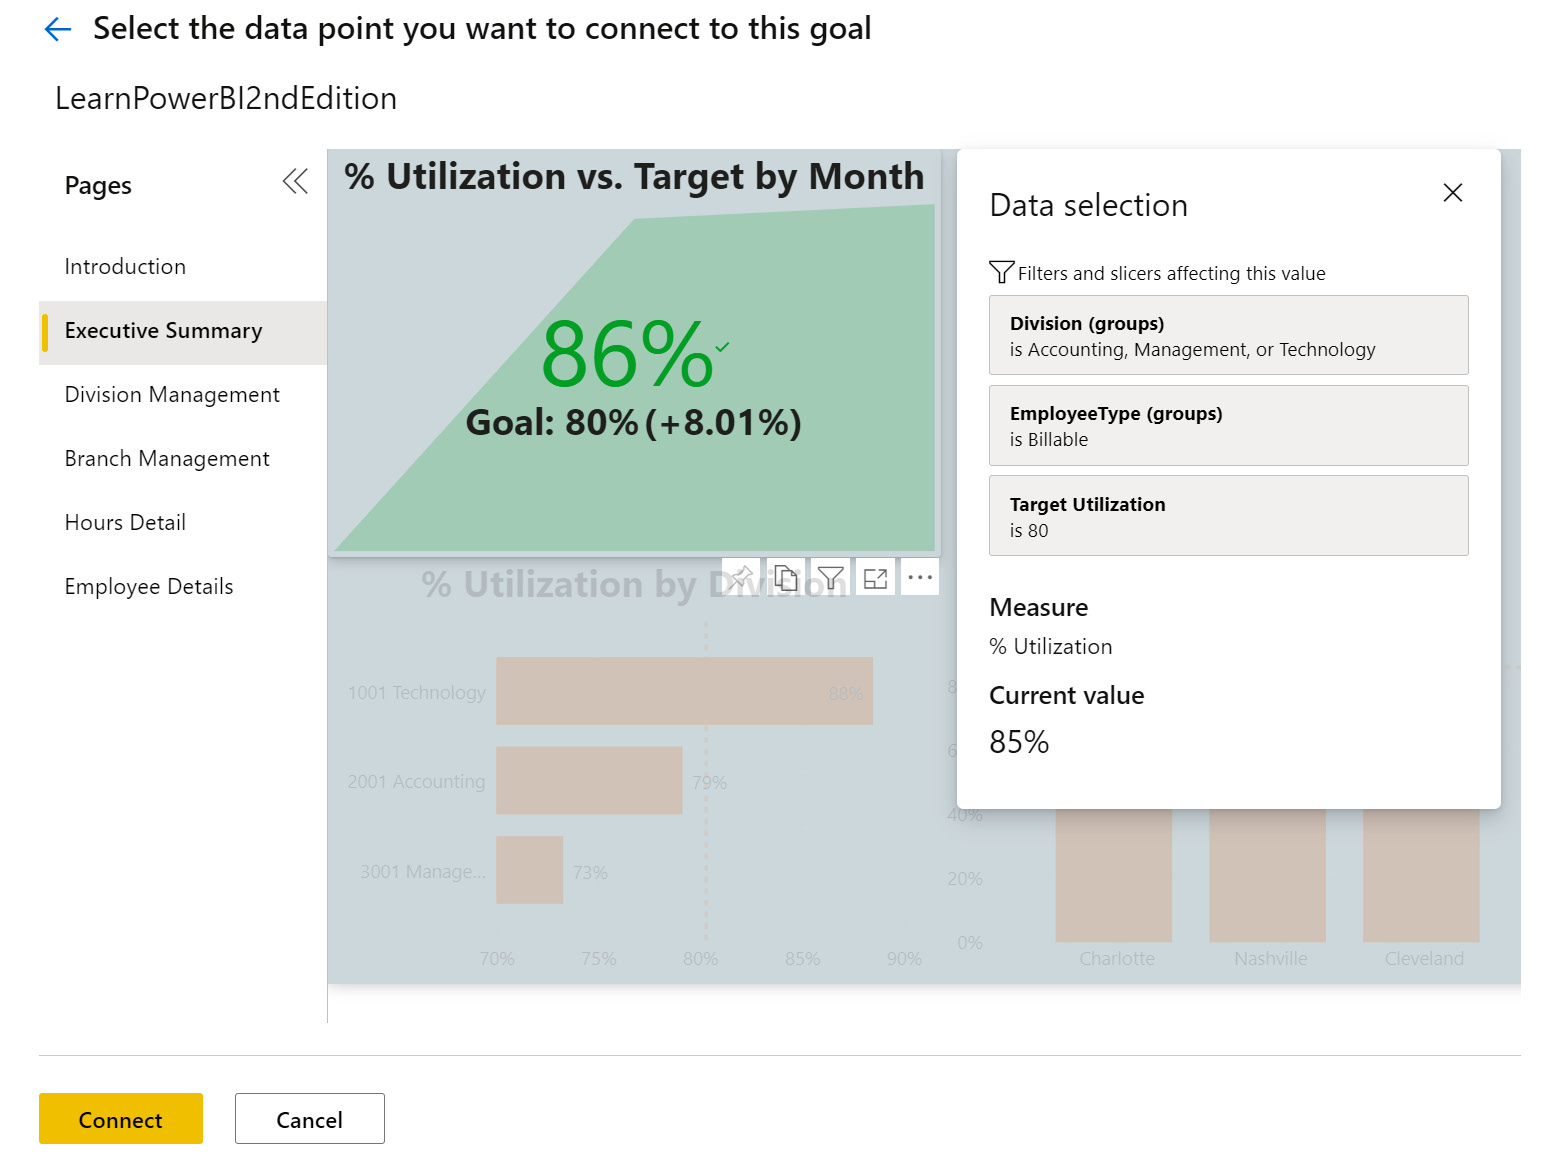 Select the data point you want to connect to this goal
LearnPowerBI2ndEdition
Pages
Introduction
Executive Summary
Division Management
Branch Management
Hours Detail
Employee Details
% Utilization vs. Target by Month
86%
Goal: 80% (+8.01%)
% Utilization by Division
1001 Technology
88%
2001 Accounting
79%
3001 Manage...
73%
70% 75% 80% 85% 90%
40%
20%
0%
Charlotte Nashville Cleveland
Data selection
Filters and slicers affecting this value
Division (groups)
is Accounting, Management, or Technology
EmployeeType (groups)
is Billable
Target Utilization
is 80
Measure
% Utilization
Current value
85%
Connect
Cancel